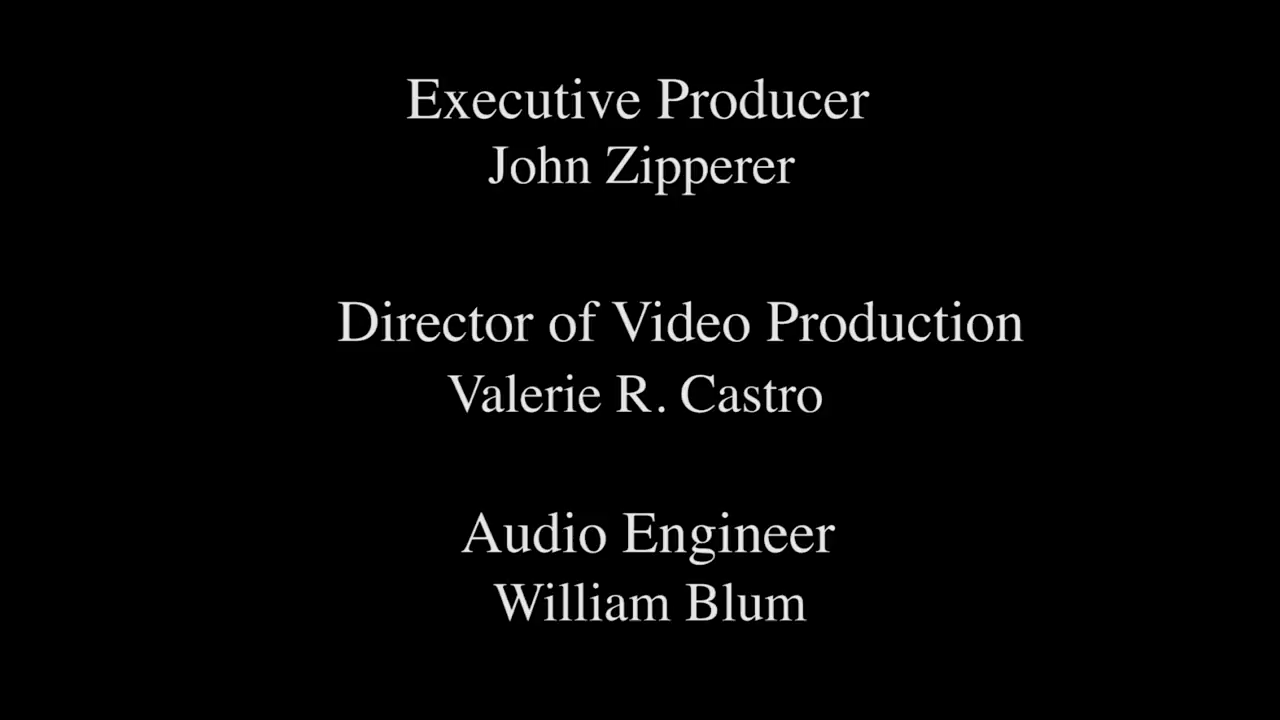 Executive Producer
John Zipperer
Director of Video Production
Valerie R. Castro
Audio Engineer
William Blum